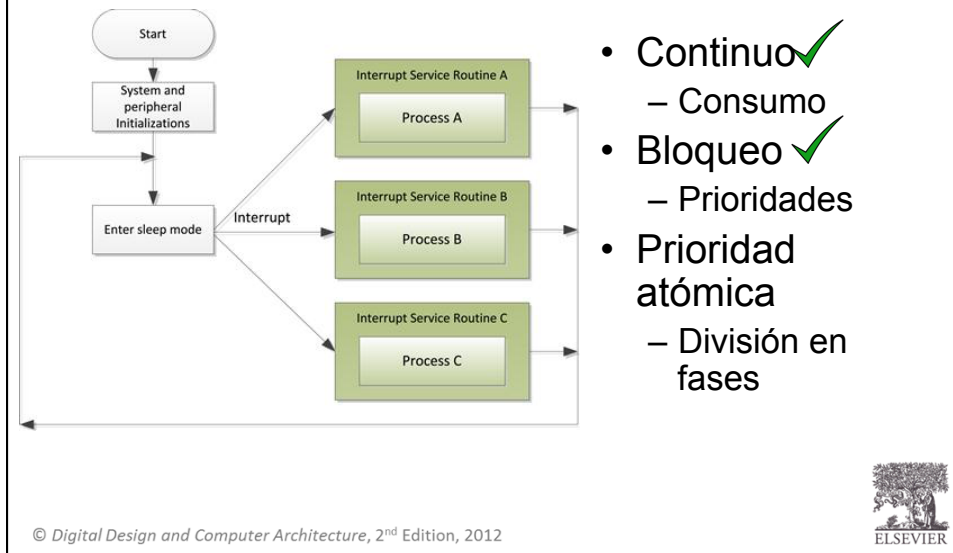 Start
System and
peripheral
Initializations
Enter sleep mode
Interrupt
Interrupt Service Routine A
Process A
Interrupt Service Routine B
Process B
Interrupt Service Routine C
Process C
• Continuo
– Consumo
• Bloqueo
– Prioridades
• Prioridad
atómica
– División en
fases
© Digital Design and Computer Architecture, 2nd Edition, 2012
ELSEVIER